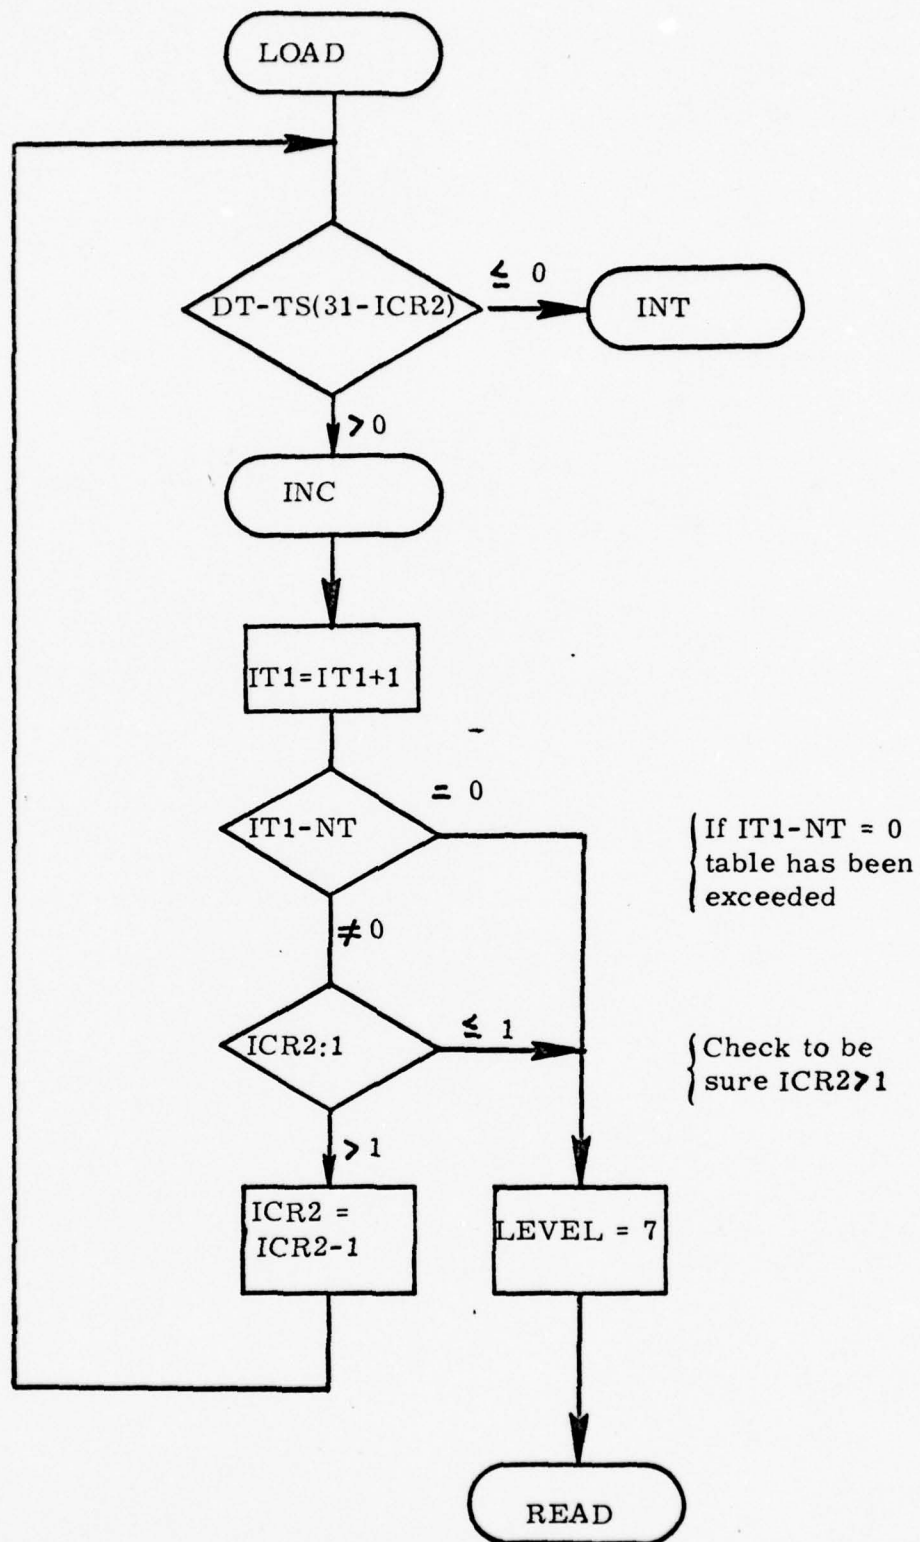 LOAD
DT-TS(31-ICR2)
≤ 0
INT
>0
INC
IT1=IT1+1
IT1-NT
= 0
If IT1-NT = 0
table has been
exceeded
≠0
ICR2:1
≤ 1
Check to be
sure ICR2>1
>1
ICR2 =
ICR2-1
LEVEL = 7
READ